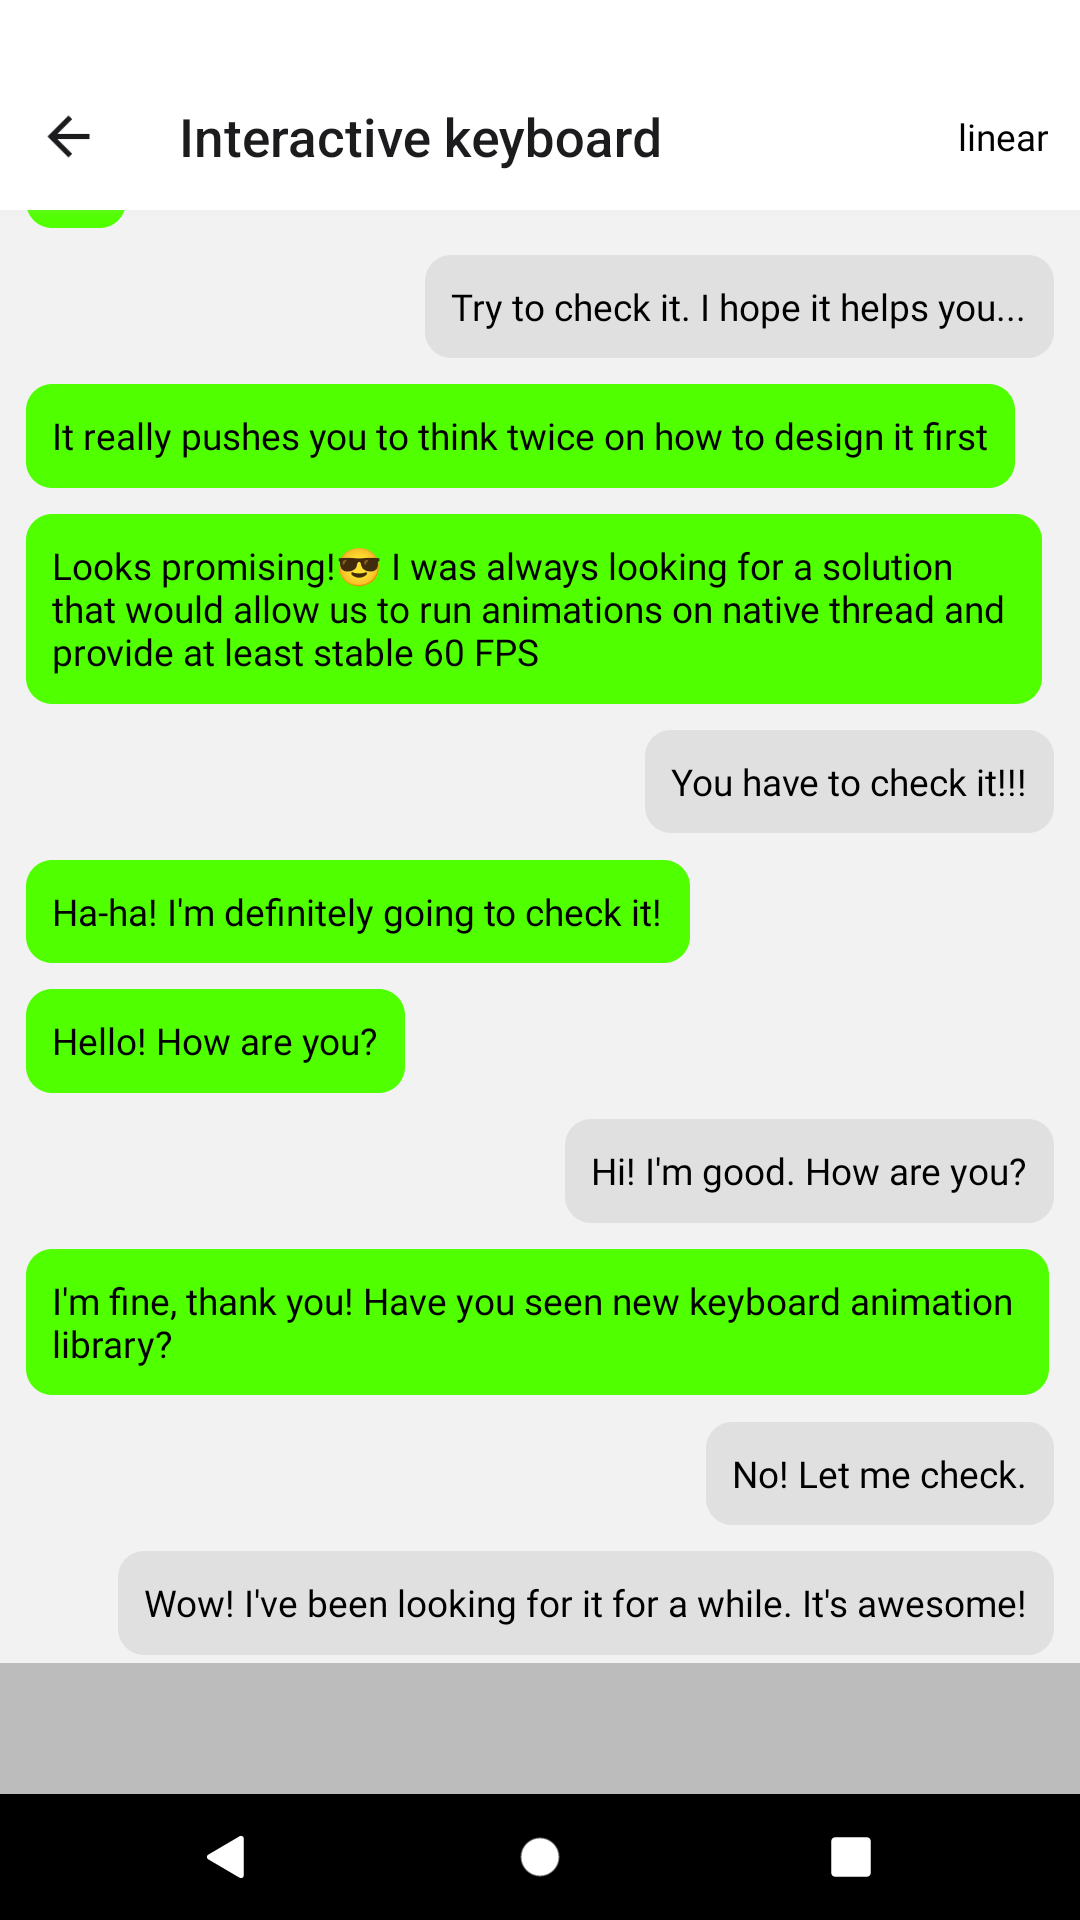 Interactive keyboard
linear
Try to check it. I hope it helps you...
It really pushes you to think twice on how to design it first
Looks promising!😎 I was always looking for a solution
that would allow us to run animations on native thread and
provide at least stable 60 FPS
You have to check it!!!
Ha-ha! I'm definitely going to check it!
Hello! How are you?
Hi! I'm good. How are you?
I'm fine, thank you! Have you seen new keyboard animation
library?
No! Let me check.
Wow! I've been looking for it for a while. It's awesome!